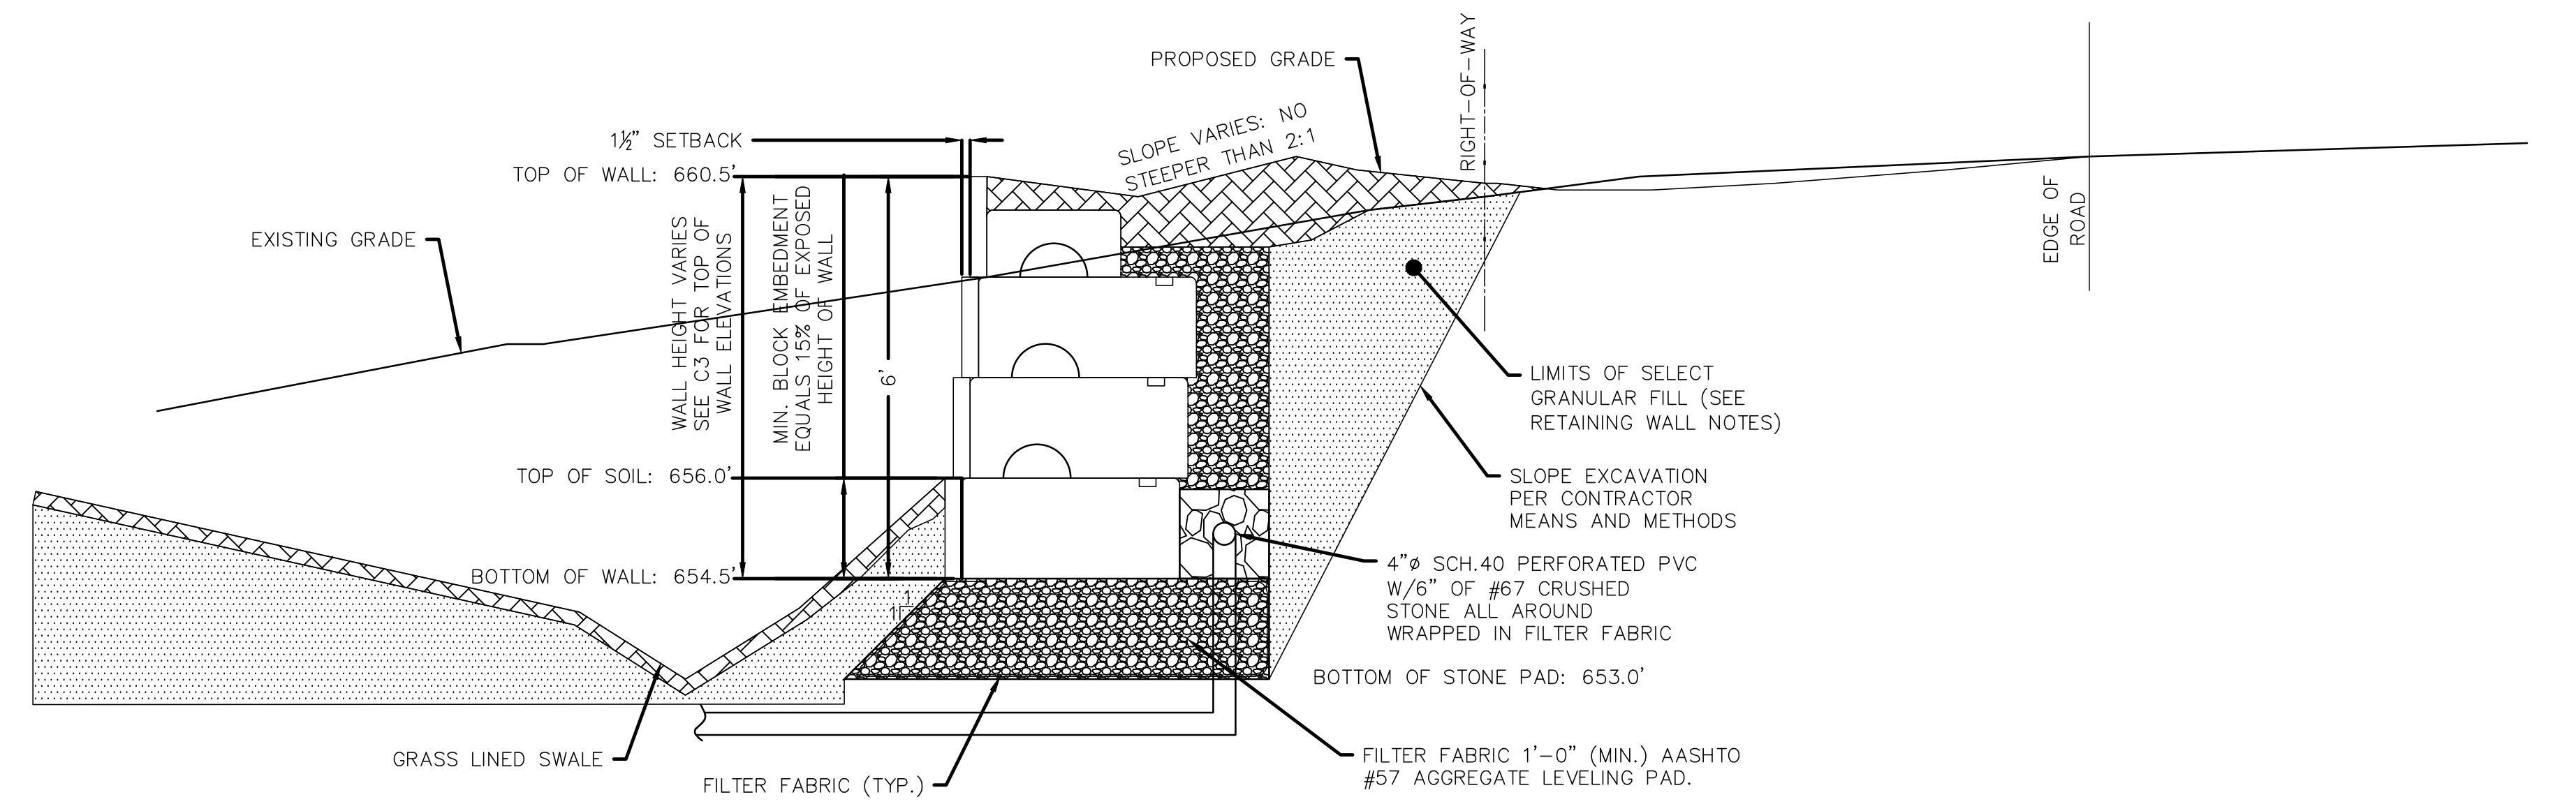 PROPOSED GRADE
RIGHT-OF-WAY
SLOPE VARIES: NO
STEEPER THAN 2:1
1½" SETBACK
TOP OF WALL: 660.5'
EXISTING GRADE
WALL HEIGHT VARIES
SEE C3 FOR TOP OF
WALL ELEVATIONS
MIN. BLOCK EMBEDMENT
EQUALS 15% OF EXPOSED
HEIGHT OF WALL
6'
EDGE OF
ROAD
LIMITS OF SELECT
GRANULAR FILL (SEE
RETAINING WALL NOTES)
TOP OF SOIL: 656.0'
SLOPE EXCAVATION
PER CONTRACTOR
MEANS AND METHODS
BOTTOM OF WALL: 654.5'
4"ø SCH.40 PERFORATED PVC
W/6" OF #67 CRUSHED
STONE ALL AROUND
WRAPPED IN FILTER FABRIC
1
1
BOTTOM OF STONE PAD: 653.0'
GRASS LINED SWALE
FILTER FABRIC (TYP.)
FILTER FABRIC 1'-0" (MIN.) AASHTO
#57 AGGREGATE LEVELING PAD.